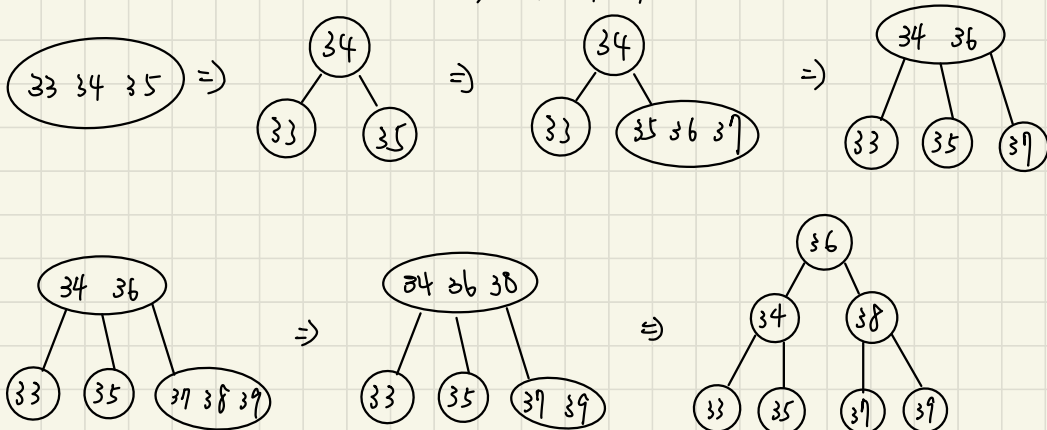 33 34 35 ⇒ 34 ⇒ 34 ⇒ 34 36
33 35 33 35 36 37 33 35 37
34 36 ⇒ 34 36 38 ⇒ 36
34 38
33 35 37 38 39 33 35 37 39 33 35 37 39